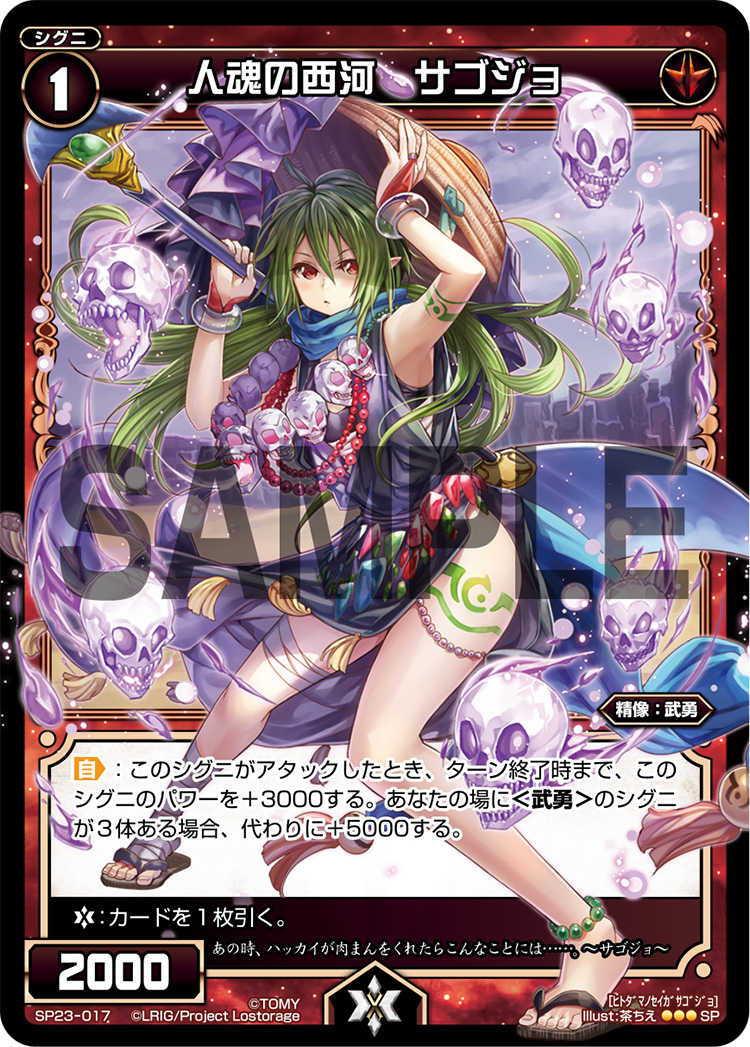 シグニ
1
人魂の西河 サゴジョ
SAMPLE
精像：武勇
自：このシグニがアタックしたとき、ターン終了時まで、この
シグニのパワーを＋3000する。あなたの場に＜武勇＞のシグニ
が３体ある場合、代わりに＋5000する。
：カードを１枚引く。
あの時、ハッカイが肉まんをくれたらこんなことには……。～サゴジョ～
2000
©TOMY
SP23-017 ©LRIG/Project Lostorage
[ﾋﾄﾀﾞﾏﾉｾｲｶﾞｻｺﾞｼﾞｮ]
Illust:茶ちえ SP